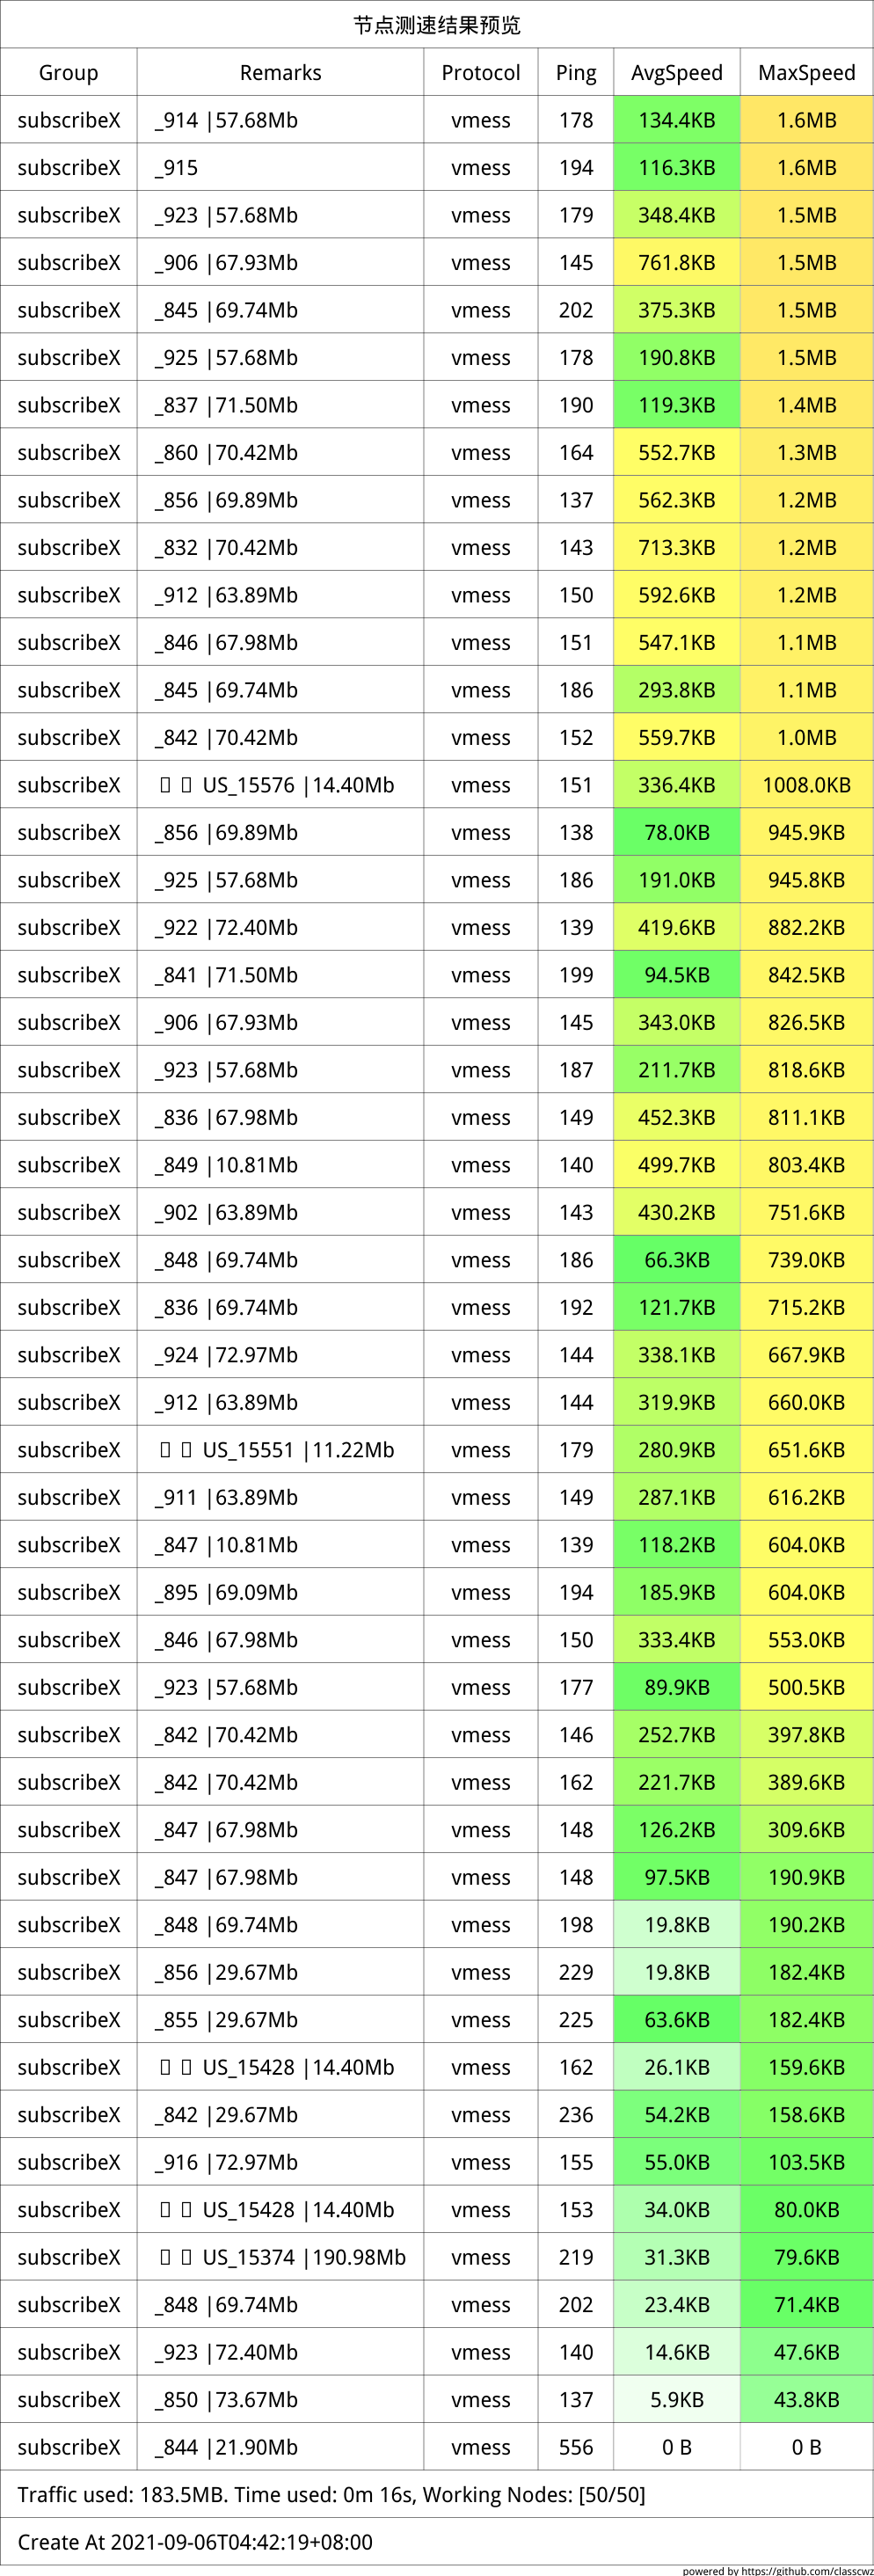 节点测速结果预览
Group Remarks Protocol Ping AvgSpeed MaxSpeed
subscribeX _914 |57.68Mb vmess 178 134.4KB 1.6MB
subscribeX _915 vmess 194 116.3KB 1.6MB
subscribeX _923 |57.68Mb vmess 179 348.4KB 1.5MB
subscribeX _906 |67.93Mb vmess 145 761.8KB 1.5MB
subscribeX _845 |69.74Mb vmess 202 375.3KB 1.5MB
subscribeX _925 |57.68Mb vmess 178 190.8KB 1.5MB
subscribeX _837 |71.50Mb vmess 190 119.3KB 1.4MB
subscribeX _860 |70.42Mb vmess 164 552.7KB 1.3MB
subscribeX _856 |69.89Mb vmess 137 562.3KB 1.2MB
subscribeX _832 |70.42Mb vmess 143 713.3KB 1.2MB
subscribeX _912 |63.89Mb vmess 150 592.6KB 1.2MB
subscribeX _846 |67.98Mb vmess 151 547.1KB 1.1MB
subscribeX _845 |69.74Mb vmess 186 293.8KB 1.1MB
subscribeX _842 |70.42Mb vmess 152 559.7KB 1.0MB
subscribeX US_15576 |14.40Mb vmess 151 336.4KB 1008.0KB
subscribeX _856 |69.89Mb vmess 138 78.0KB 945.9KB
subscribeX _925 |57.68Mb vmess 186 191.0KB 945.8KB
subscribeX _922 |72.40Mb vmess 139 419.6KB 882.2KB
subscribeX _841 |71.50Mb vmess 199 94.5KB 842.5KB
subscribeX _906 |67.93Mb vmess 145 343.0KB 826.5KB
subscribeX _923 |57.68Mb vmess 187 211.7KB 818.6KB
subscribeX _836 |67.98Mb vmess 149 452.3KB 811.1KB
subscribeX _849 |10.81Mb vmess 140 499.7KB 803.4KB
subscribeX _902 |63.89Mb vmess 143 430.2KB 751.6KB
subscribeX _848 |69.74Mb vmess 186 66.3KB 739.0KB
subscribeX _836 |69.74Mb vmess 192 121.7KB 715.2KB
subscribeX _924 |72.97Mb vmess 144 338.1KB 667.9KB
subscribeX _912 |63.89Mb vmess 144 319.9KB 660.0KB
subscribeX US_15551 |11.22Mb vmess 179 280.9KB 651.6KB
subscribeX _911 |63.89Mb vmess 149 287.1KB 616.2KB
subscribeX _847 |10.81Mb vmess 139 118.2KB 604.0KB
subscribeX _895 |69.09Mb vmess 194 185.9KB 604.0KB
subscribeX _846 |67.98Mb vmess 150 333.4KB 553.0KB
subscribeX _923 |57.68Mb vmess 177 89.9KB 500.5KB
subscribeX _842 |70.42Mb vmess 146 252.7KB 397.8KB
subscribeX _842 |70.42Mb vmess 162 221.7KB 389.6KB
subscribeX _847 |67.98Mb vmess 148 126.2KB 309.6KB
subscribeX _847 |67.98Mb vmess 148 97.5KB 190.9KB
subscribeX _848 |69.74Mb vmess 198 19.8KB 190.2KB
subscribeX _856 |29.67Mb vmess 229 19.8KB 182.4KB
subscribeX _855 |29.67Mb vmess 225 63.6KB 182.4KB
subscribeX US_15428 |14.40Mb vmess 162 26.1KB 159.6KB
subscribeX _842 |29.67Mb vmess 236 54.2KB 158.6KB
subscribeX _916 |72.97Mb vmess 155 55.0KB 103.5KB
subscribeX US_15428 |14.40Mb vmess 153 34.0KB 80.0KB
subscribeX US_15374 |190.98Mb vmess 219 31.3KB 79.6KB
subscribeX _848 |69.74Mb vmess 202 23.4KB 71.4KB
subscribeX _923 |72.40Mb vmess 140 14.6KB 47.6KB
subscribeX _850 |73.67Mb vmess 137 5.9KB 43.8KB
subscribeX _844 |21.90Mb vmess 556 0 B 0 B
Traffic used: 183.5MB. Time used: 0m 16s, Working Nodes: [50/50]
Create At 2021-09-06T04:42:19+08:00
powered by https://github.com/classcwz